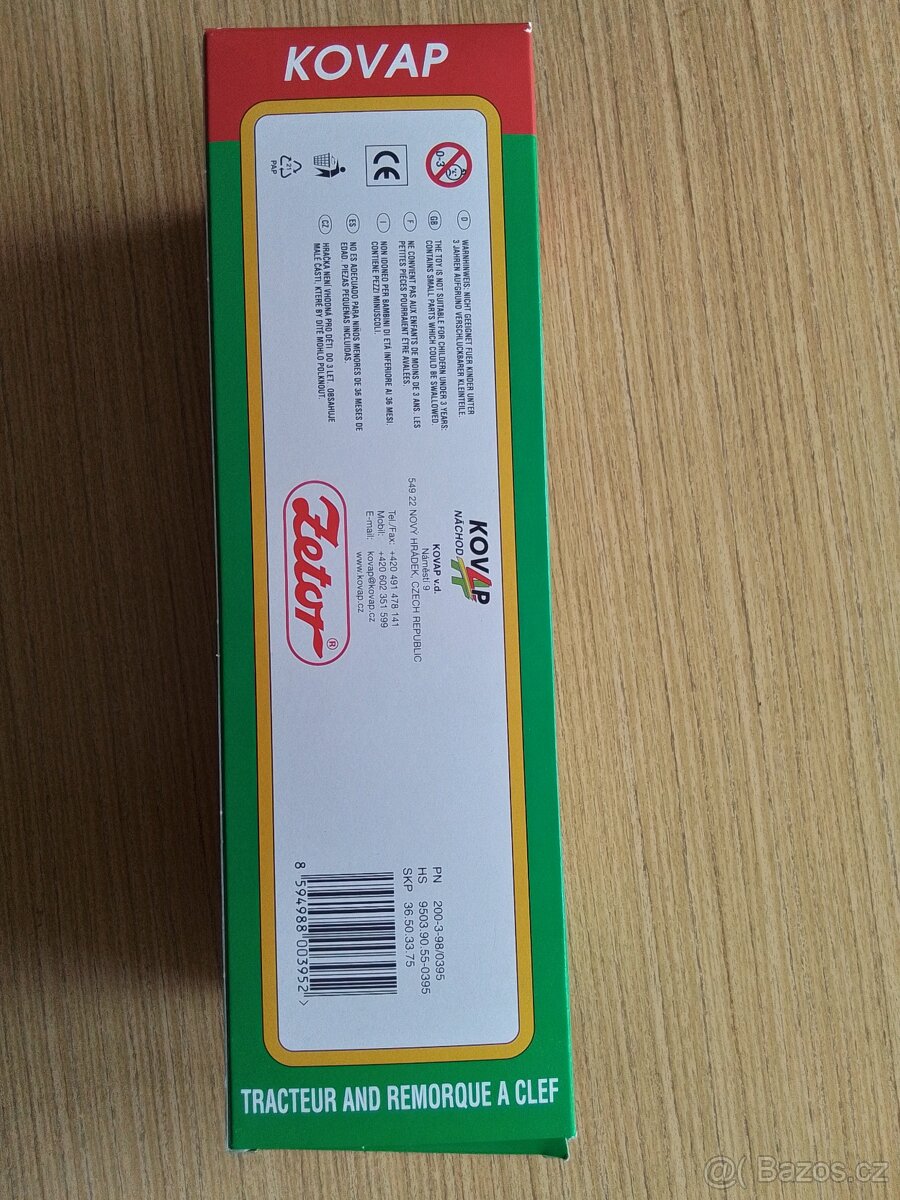 KOVAP
0-3
CE
21
PAP
D WARNHINWEIS: NICHT GEEIGNET FUER KINDER UNTER
3 JAHREN AUFGRUND VERSCHLUCKBARER KLEINTEILE.
GB THE TOY IS NOT SUITABLE FOR CHILDERN UNDER 3 YEARS:
CONTAINS SMALL PARTS WHICH COULD BE SWALLOWED.
F NE CONVIENT PAS AUX ENFANTS DE MOINS DE 3 ANS. LES
PETITES PIÈCES POURRAIENT ÊTRE AVALÉES.
I NON IDONEO PER BAMBINI DI ETA INFERIORE AI 36 MESI.
CONTIENE PEZZI MINUSCOLI.
ES NO ES ADECUADO PARA NIÑOS MENORES DE 36 MESES DE
EDAD. PIEZAS PEQUENAS INCLUIDAS.
CZ HRAČKA NENÍ VHODNÁ PRO DĚTI DO 3 LET. OBSAHUJE
MALÉ ČÁSTI, KTERÉ BY DÍTĚ MOHLO POLKNOUT.
KOVAP
NÁCHOD
KOVAP v.d.
Náměstí 9
549 22 NOVÝ HRÁDEK, CZECH REPUBLIC
Tel./Fax: +420 491 478 141
Mobil: +420 602 351 599
E-mail: kovap@kovap.cz
www.kovap.cz
Zetor ®
PN 200-3-98/0395
HS 9503.90.55-0395
SKP 36.50.33.75
8 594988 003952 >
TRACTEUR AND REMORQUE A CLEF
@( Bazos.cz